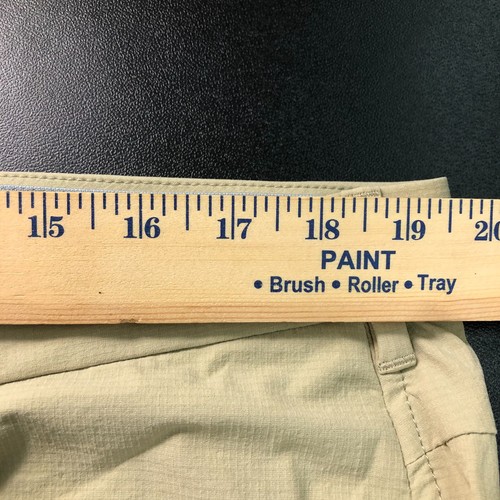 15 16 17 18 19 20
PAINT
• Brush • Roller • Tray